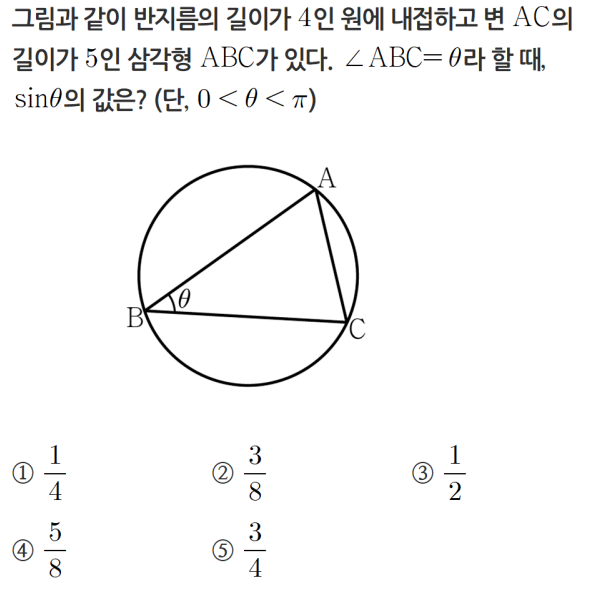 그림과 같이 반지름의 길이가 4인 원에 내접하고 변 AC의
길이가 5인 삼각형 ABC가 있다. ∠ABC=θ라 할 때,
sinθ의 값은? (단, 0<θ<π)
A
θ
B
C
① 1/4 ② 3/8 ③ 1/2
④ 5/8 ⑤ 3/4